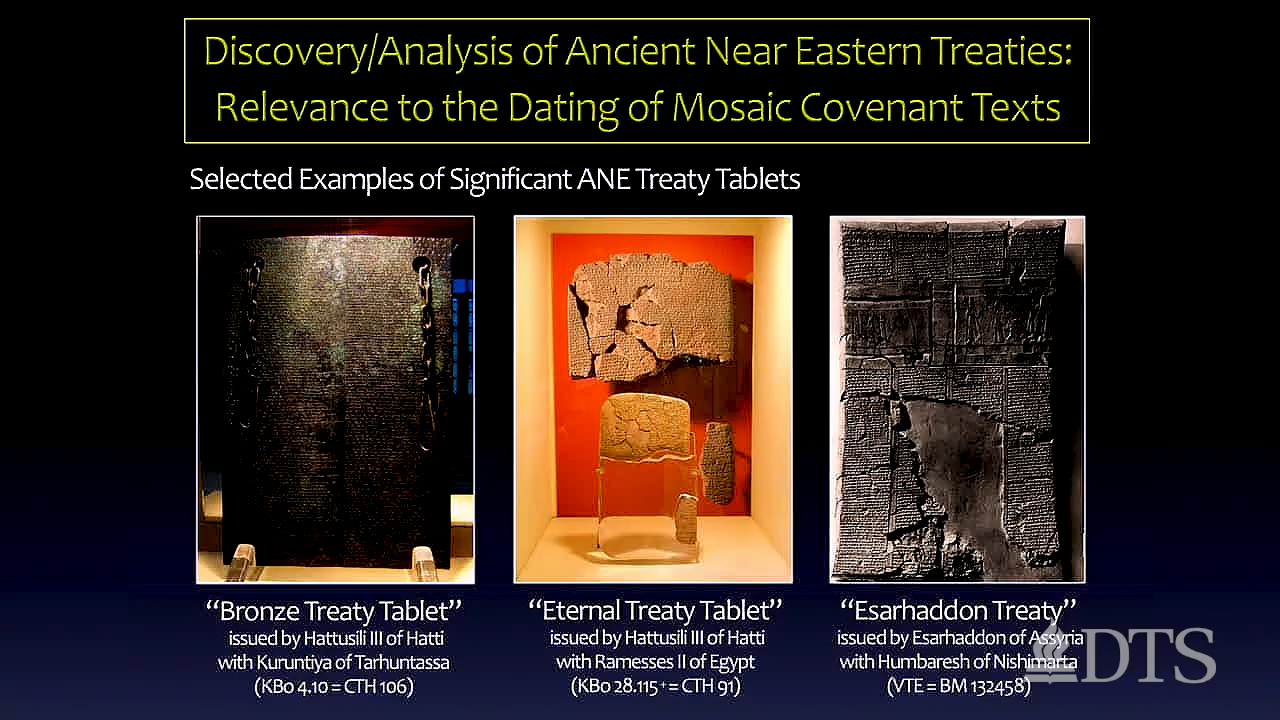 Discovery/Analysis of Ancient Near Eastern Treaties:
Relevance to the Dating of Mosaic Covenant Texts
Selected Examples of Significant ANE Treaty Tablets
“Bronze Treaty Tablet”
issued by Hattusili III of Hatti
with Kuruntiya of Tarhuntassa
(KBo 4.10 = CTH 106)
“Eternal Treaty Tablet”
issued by Hattusili III of Hatti
with Ramesses II of Egypt
(KBo 28.115+ = CTH 91)
“Esarhaddon Treaty”
issued by Esarhaddon of Assyria
with Humbaresh of Nishimarta
(VTE = BM 132458)
DTS